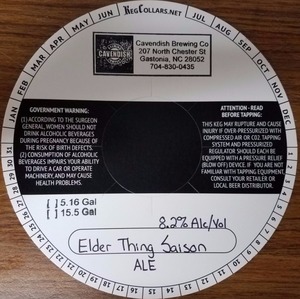 KEGCOLLARS.NET
JAN FEB MAR APR MAY JUN JUL AUG SEP OCT NOV DEC
CAVENDISH
Cavendish Brewing Co
207 North Chester St
Gastonia, NC 28052
704-830-0435
GOVERNMENT WARNING:
(1) ACCORDING TO THE SURGEON
GENERAL, WOMEN SHOULD NOT
DRINK ALCOHOLIC BEVERAGES
DURING PREGNANCY BECAUSE OF
THE RISK OF BIRTH DEFECTS.
(2) CONSUMPTION OF ALCOHOLIC
BEVERAGES IMPAIRS YOUR ABILITY
TO DRIVE A CAR OR OPERATE
MACHINERY, AND MAY CAUSE
HEALTH PROBLEMS.
ATTENTION - READ
BEFORE TAPPING:
THIS KEG MAY RUPTURE AND CAUSE
INJURY IF OVER-PRESSURIZED WITH
COMPRESSED AIR OR CO2. TAPPING
SYSTEM AND PRESSURE
REGULATOR SHOULD EACH BE
EQUIPPED WITH A PRESSURE RELIEF
(BLOW OFF) DEVICE. IF YOU ARE NOT
FAMILIAR WITH TAPPING EQUIPMENT,
CONSULT YOUR RETAILER OR
LOCAL BEER DISTRIBUTOR.
[ ] 5.16 Gal
[ ] 15.5 Gal
8.2% Alc/Vol
Elder Thing Saison
ALE